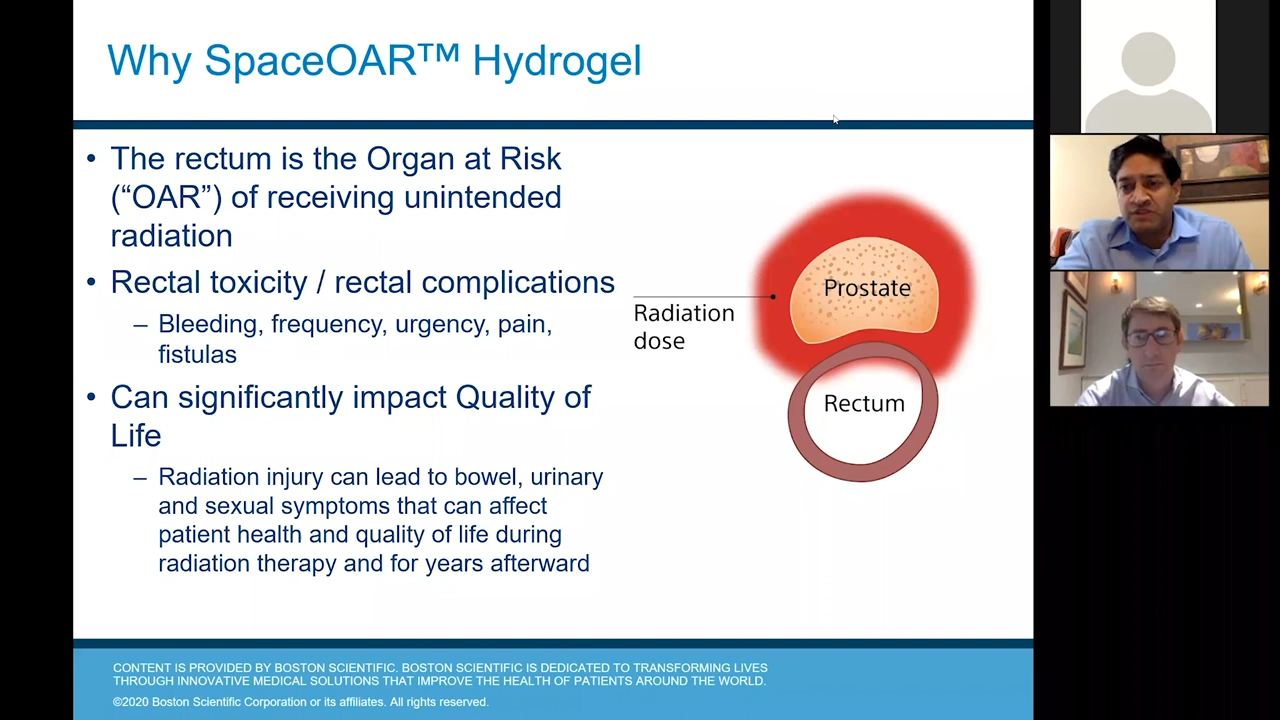 Why SpaceOAR™ Hydrogel
• The rectum is the Organ at Risk
(“OAR”) of receiving unintended
radiation
• Rectal toxicity / rectal complications
– Bleeding, frequency, urgency, pain,
fistulas
• Can significantly impact Quality of
Life
– Radiation injury can lead to bowel, urinary
and sexual symptoms that can affect
patient health and quality of life during
radiation therapy and for years afterward
Prostate
Radiation
dose
Rectum
CONTENT IS PROVIDED BY BOSTON SCIENTIFIC. BOSTON SCIENTIFIC IS DEDICATED TO TRANSFORMING LIVES
THROUGH INNOVATIVE MEDICAL SOLUTIONS THAT IMPROVE THE HEALTH OF PATIENTS AROUND THE WORLD.
©2020 Boston Scientific Corporation or its affiliates. All rights reserved.